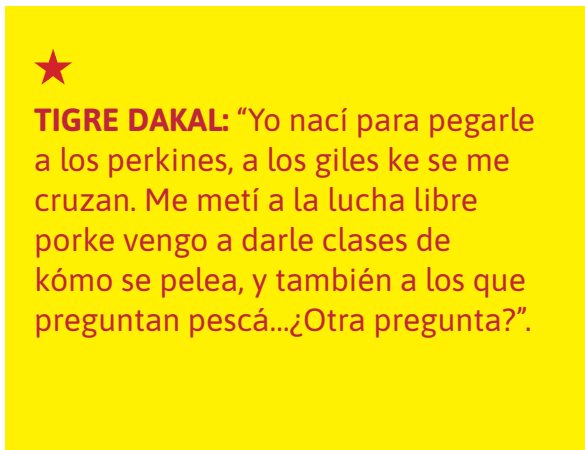 TIGRE DAKAL: “Yo nací para pegarle
a los perkines, a los giles ke se me
cruzan. Me metí a la lucha libre
porke vengo a darle clases de
kómo se pelea, y también a los que
preguntan pescá...¿Otra pregunta?”.